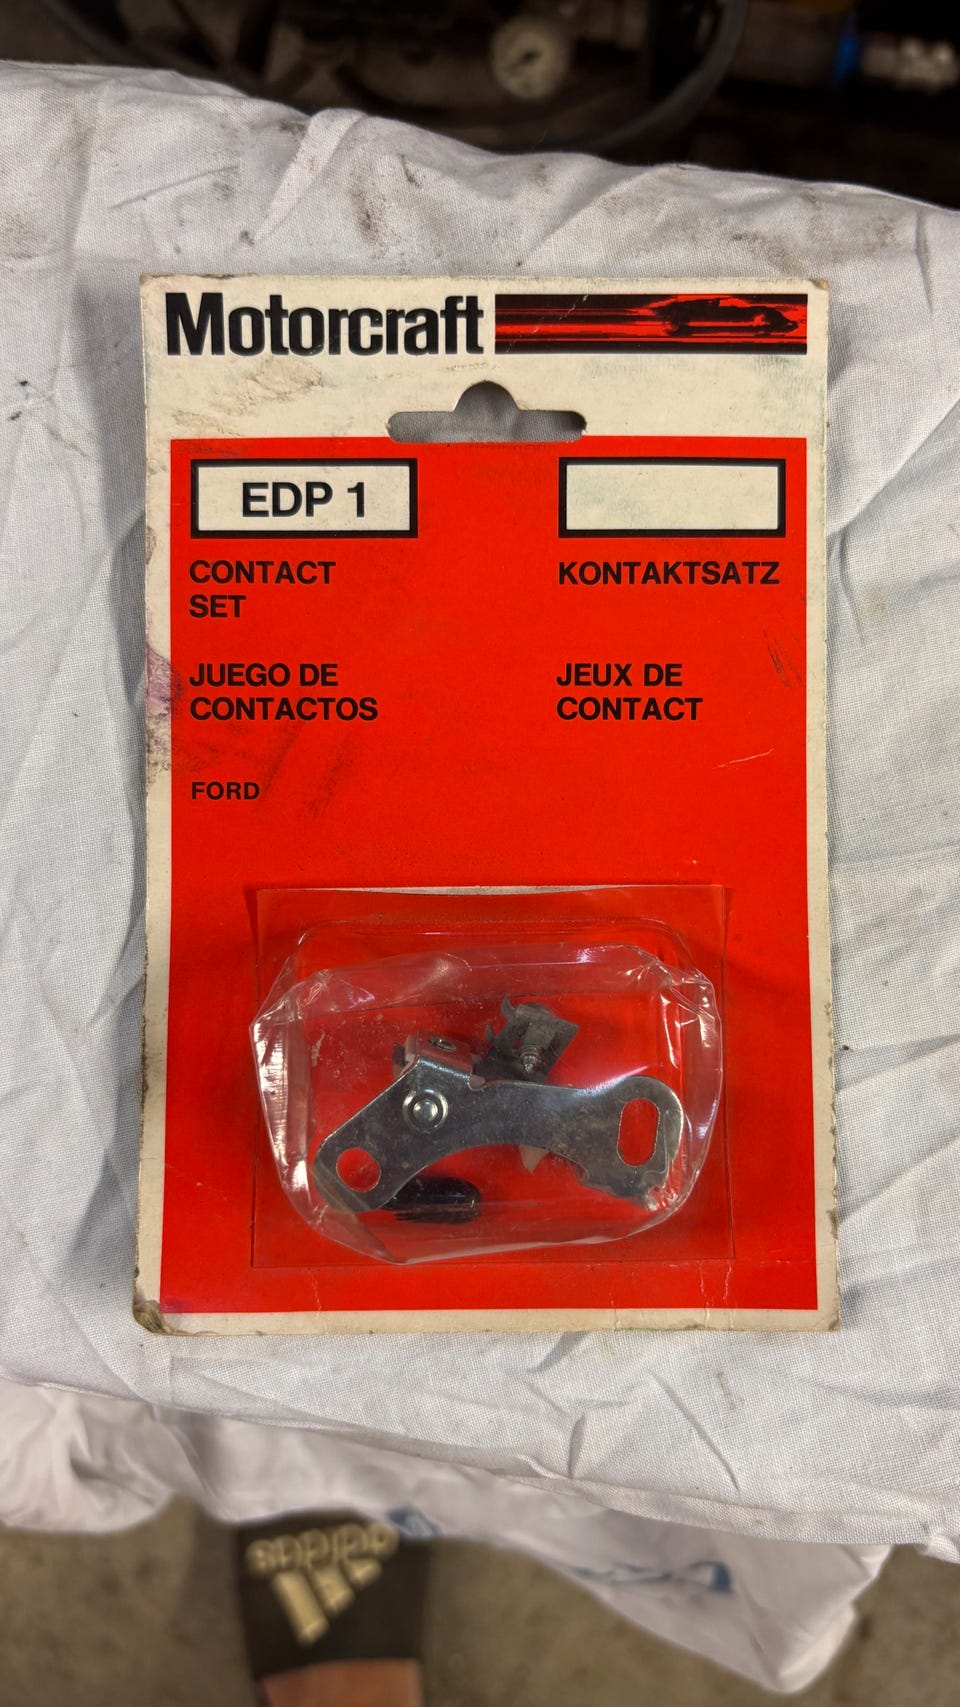 Motorcraft
EDP 1
CONTACT
SET
KONTAKTSATZ
JUEGO DE
CONTACTOS
JEUX DE
CONTACT
FORD
adidas